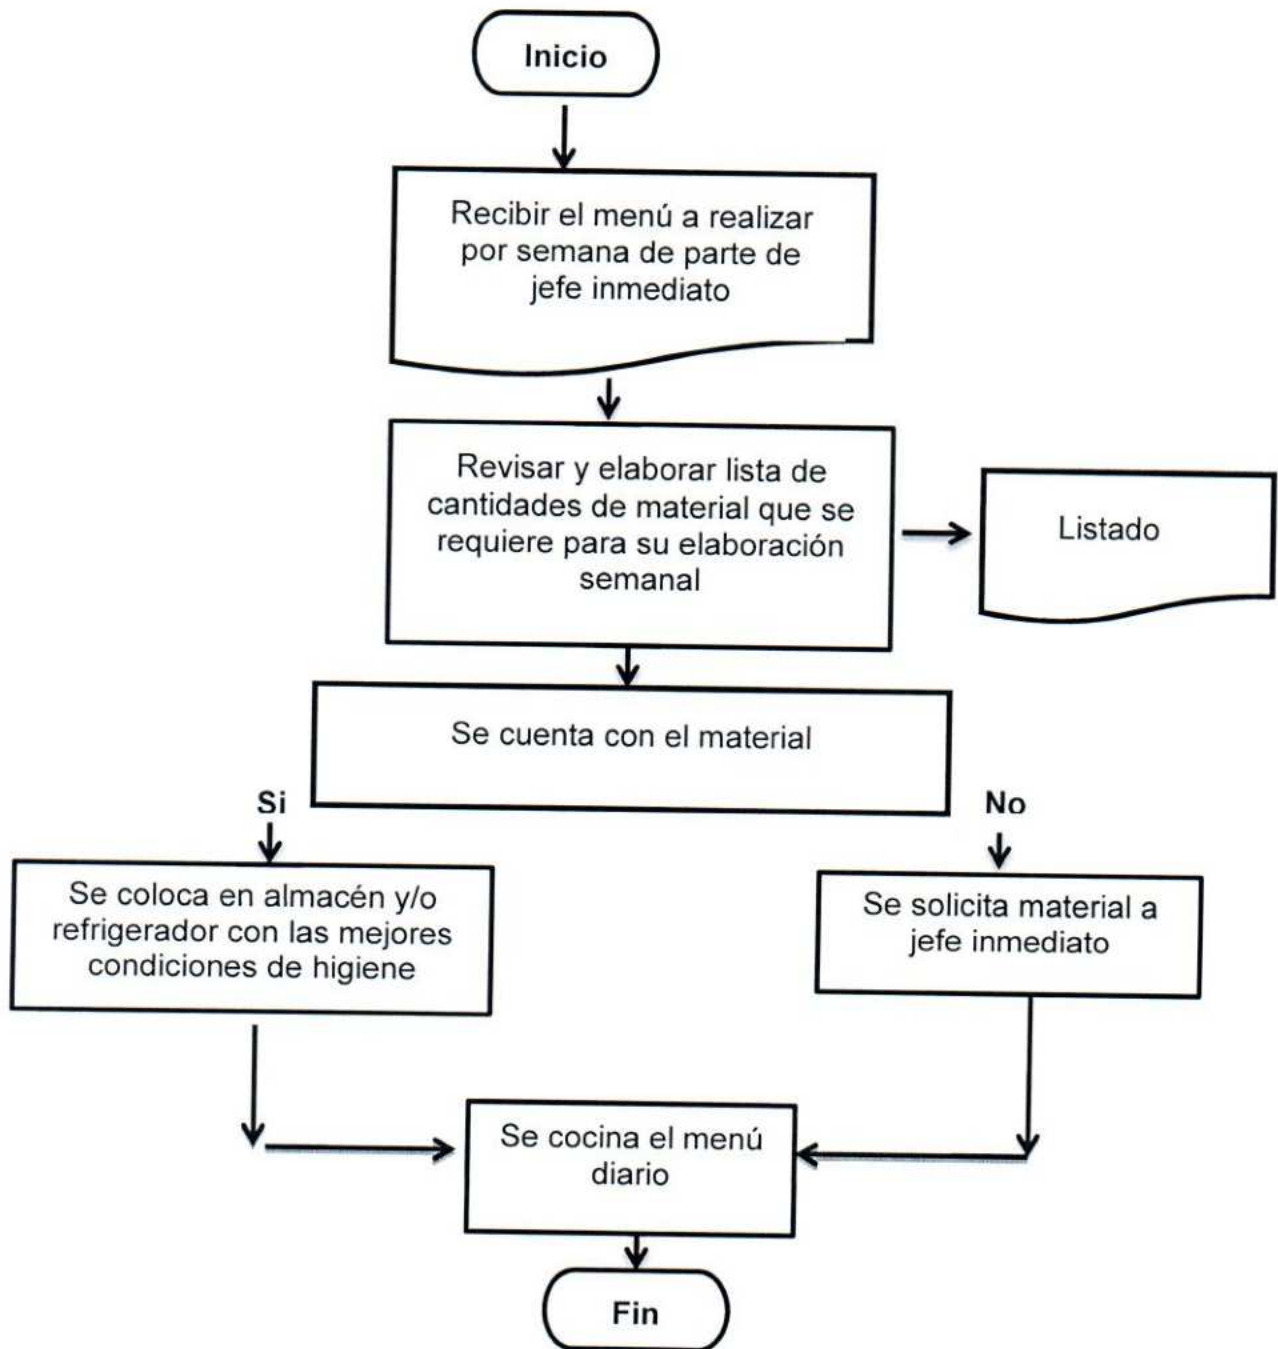 Inicio
Recibir el menú a realizar
por semana de parte de
jefe inmediato
Revisar y elaborar lista de
cantidades de material que se
requiere para su elaboración
semanal
Listado
Se cuenta con el material
Si
No
Se coloca en almacén y/o
refrigerador con las mejores
condiciones de higiene
Se solicita material a
jefe inmediato
Se cocina el menú
diario
Fin